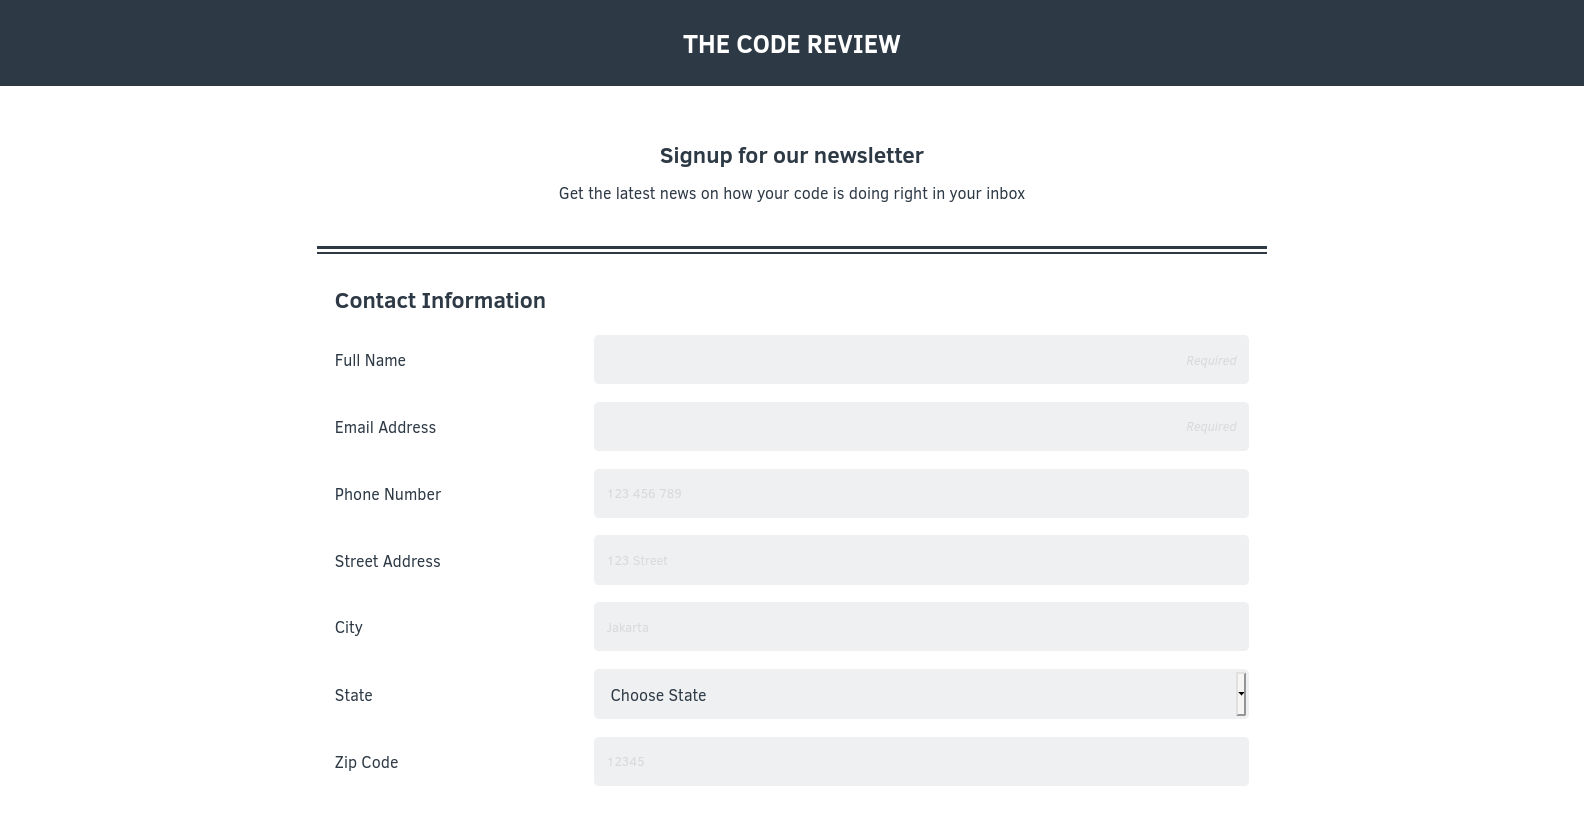 THE CODE REVIEW
Signup for our newsletter
Get the latest news on how your code is doing right in your inbox
Contact Information
Full Name
Required
Email Address
Required
Phone Number
123 456 789
Street Address
123 Street
City
Jakarta
State
Choose State
Zip Code
12345